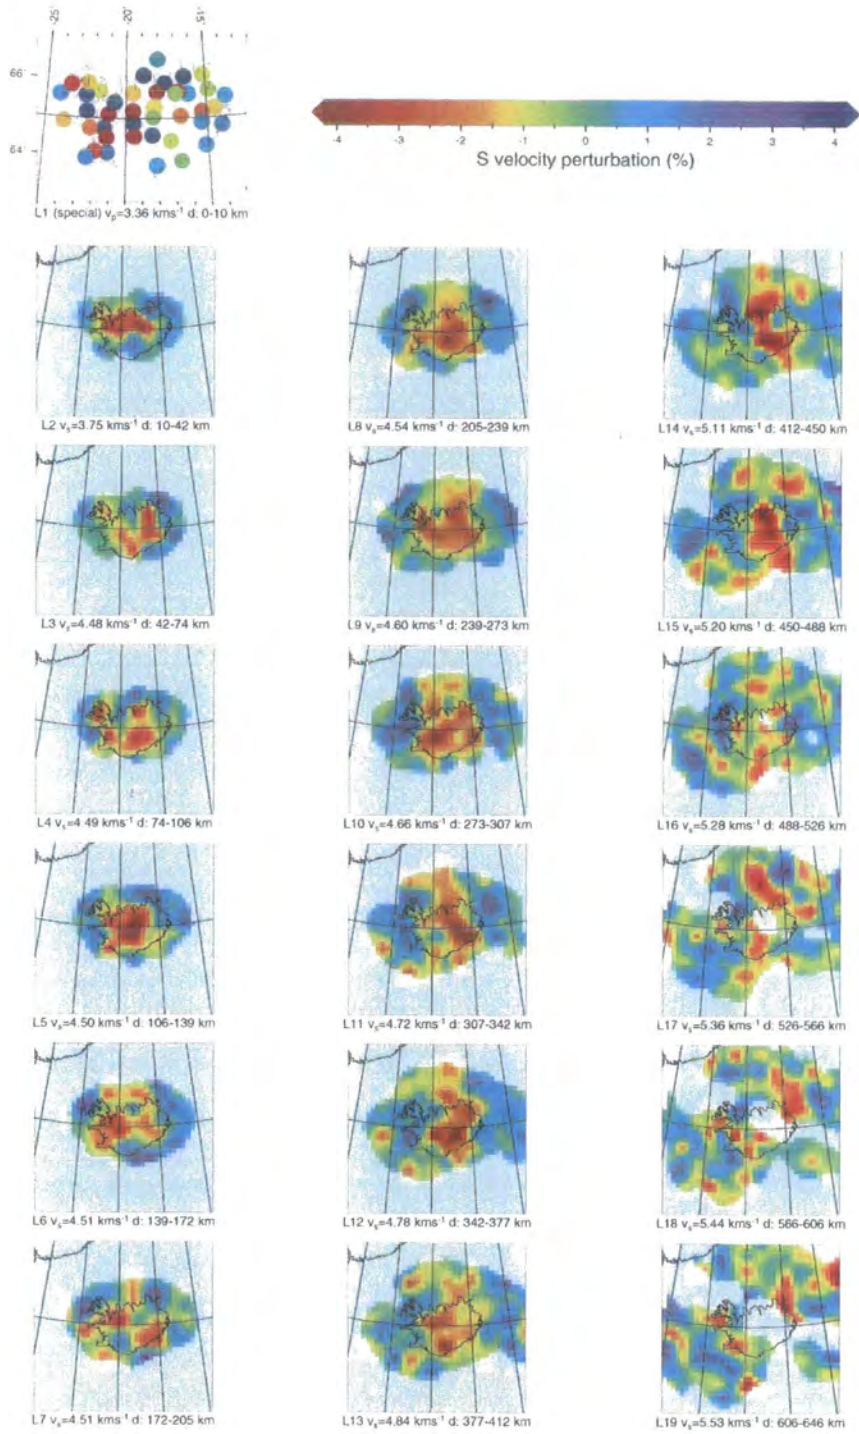 -25˚ -20˚ -15˚
66˚
64˚
L1 (special) vp=3.36 kms⁻¹ d: 0-10 km
-4 -3 -2 -1 0 1 2 3 4
S velocity perturbation (%)
L2 vs=3.75 kms⁻¹ d: 10-42 km
L8 vs=4.54 kms⁻¹ d: 205-239 km
L14 vs=5.11 kms⁻¹ d: 412-450 km
L3 vs=4.48 kms⁻¹ d: 42-74 km
L9 vs=4.60 kms⁻¹ d: 239-273 km
L15 vs=5.20 kms⁻¹ d: 450-488 km
L4 vs=4.49 kms⁻¹ d: 74-106 km
L10 vs=4.66 kms⁻¹ d: 273-307 km
L16 vs=5.28 kms⁻¹ d: 488-526 km
L5 vs=4.50 kms⁻¹ d: 106-139 km
L11 vs=4.72 kms⁻¹ d: 307-342 km
L17 vs=5.36 kms⁻¹ d: 526-566 km
L6 vs=4.51 kms⁻¹ d: 139-172 km
L12 vs=4.78 kms⁻¹ d: 342-377 km
L18 vs=5.44 kms⁻¹ d: 566-606 km
L7 vs=4.51 kms⁻¹ d: 172-205 km
L13 vs=4.84 kms⁻¹ d: 377-412 km
L19 vs=5.53 kms⁻¹ d: 606-646 km